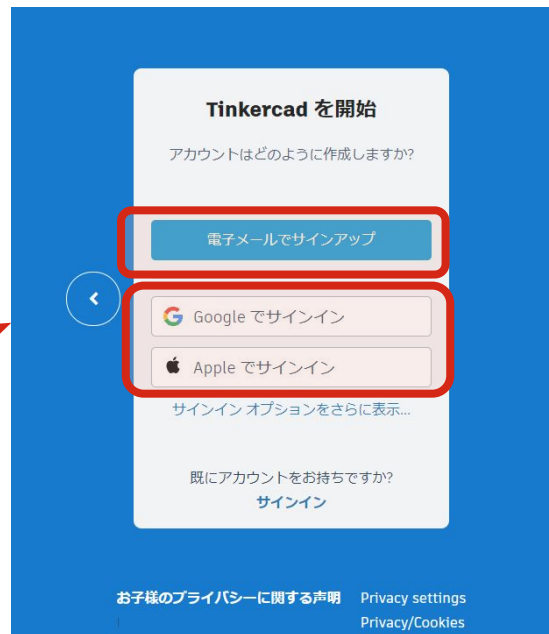 Tinkercad を開始
アカウントはどのように作成しますか?
電子メールでサインアップ
Google でサインイン
Apple でサインイン
サインイン オプションをさらに表示...
既にアカウントをお持ちですか?
サインイン
お子様のプライバシーに関する声明 Privacy settings
Privacy/Cookies